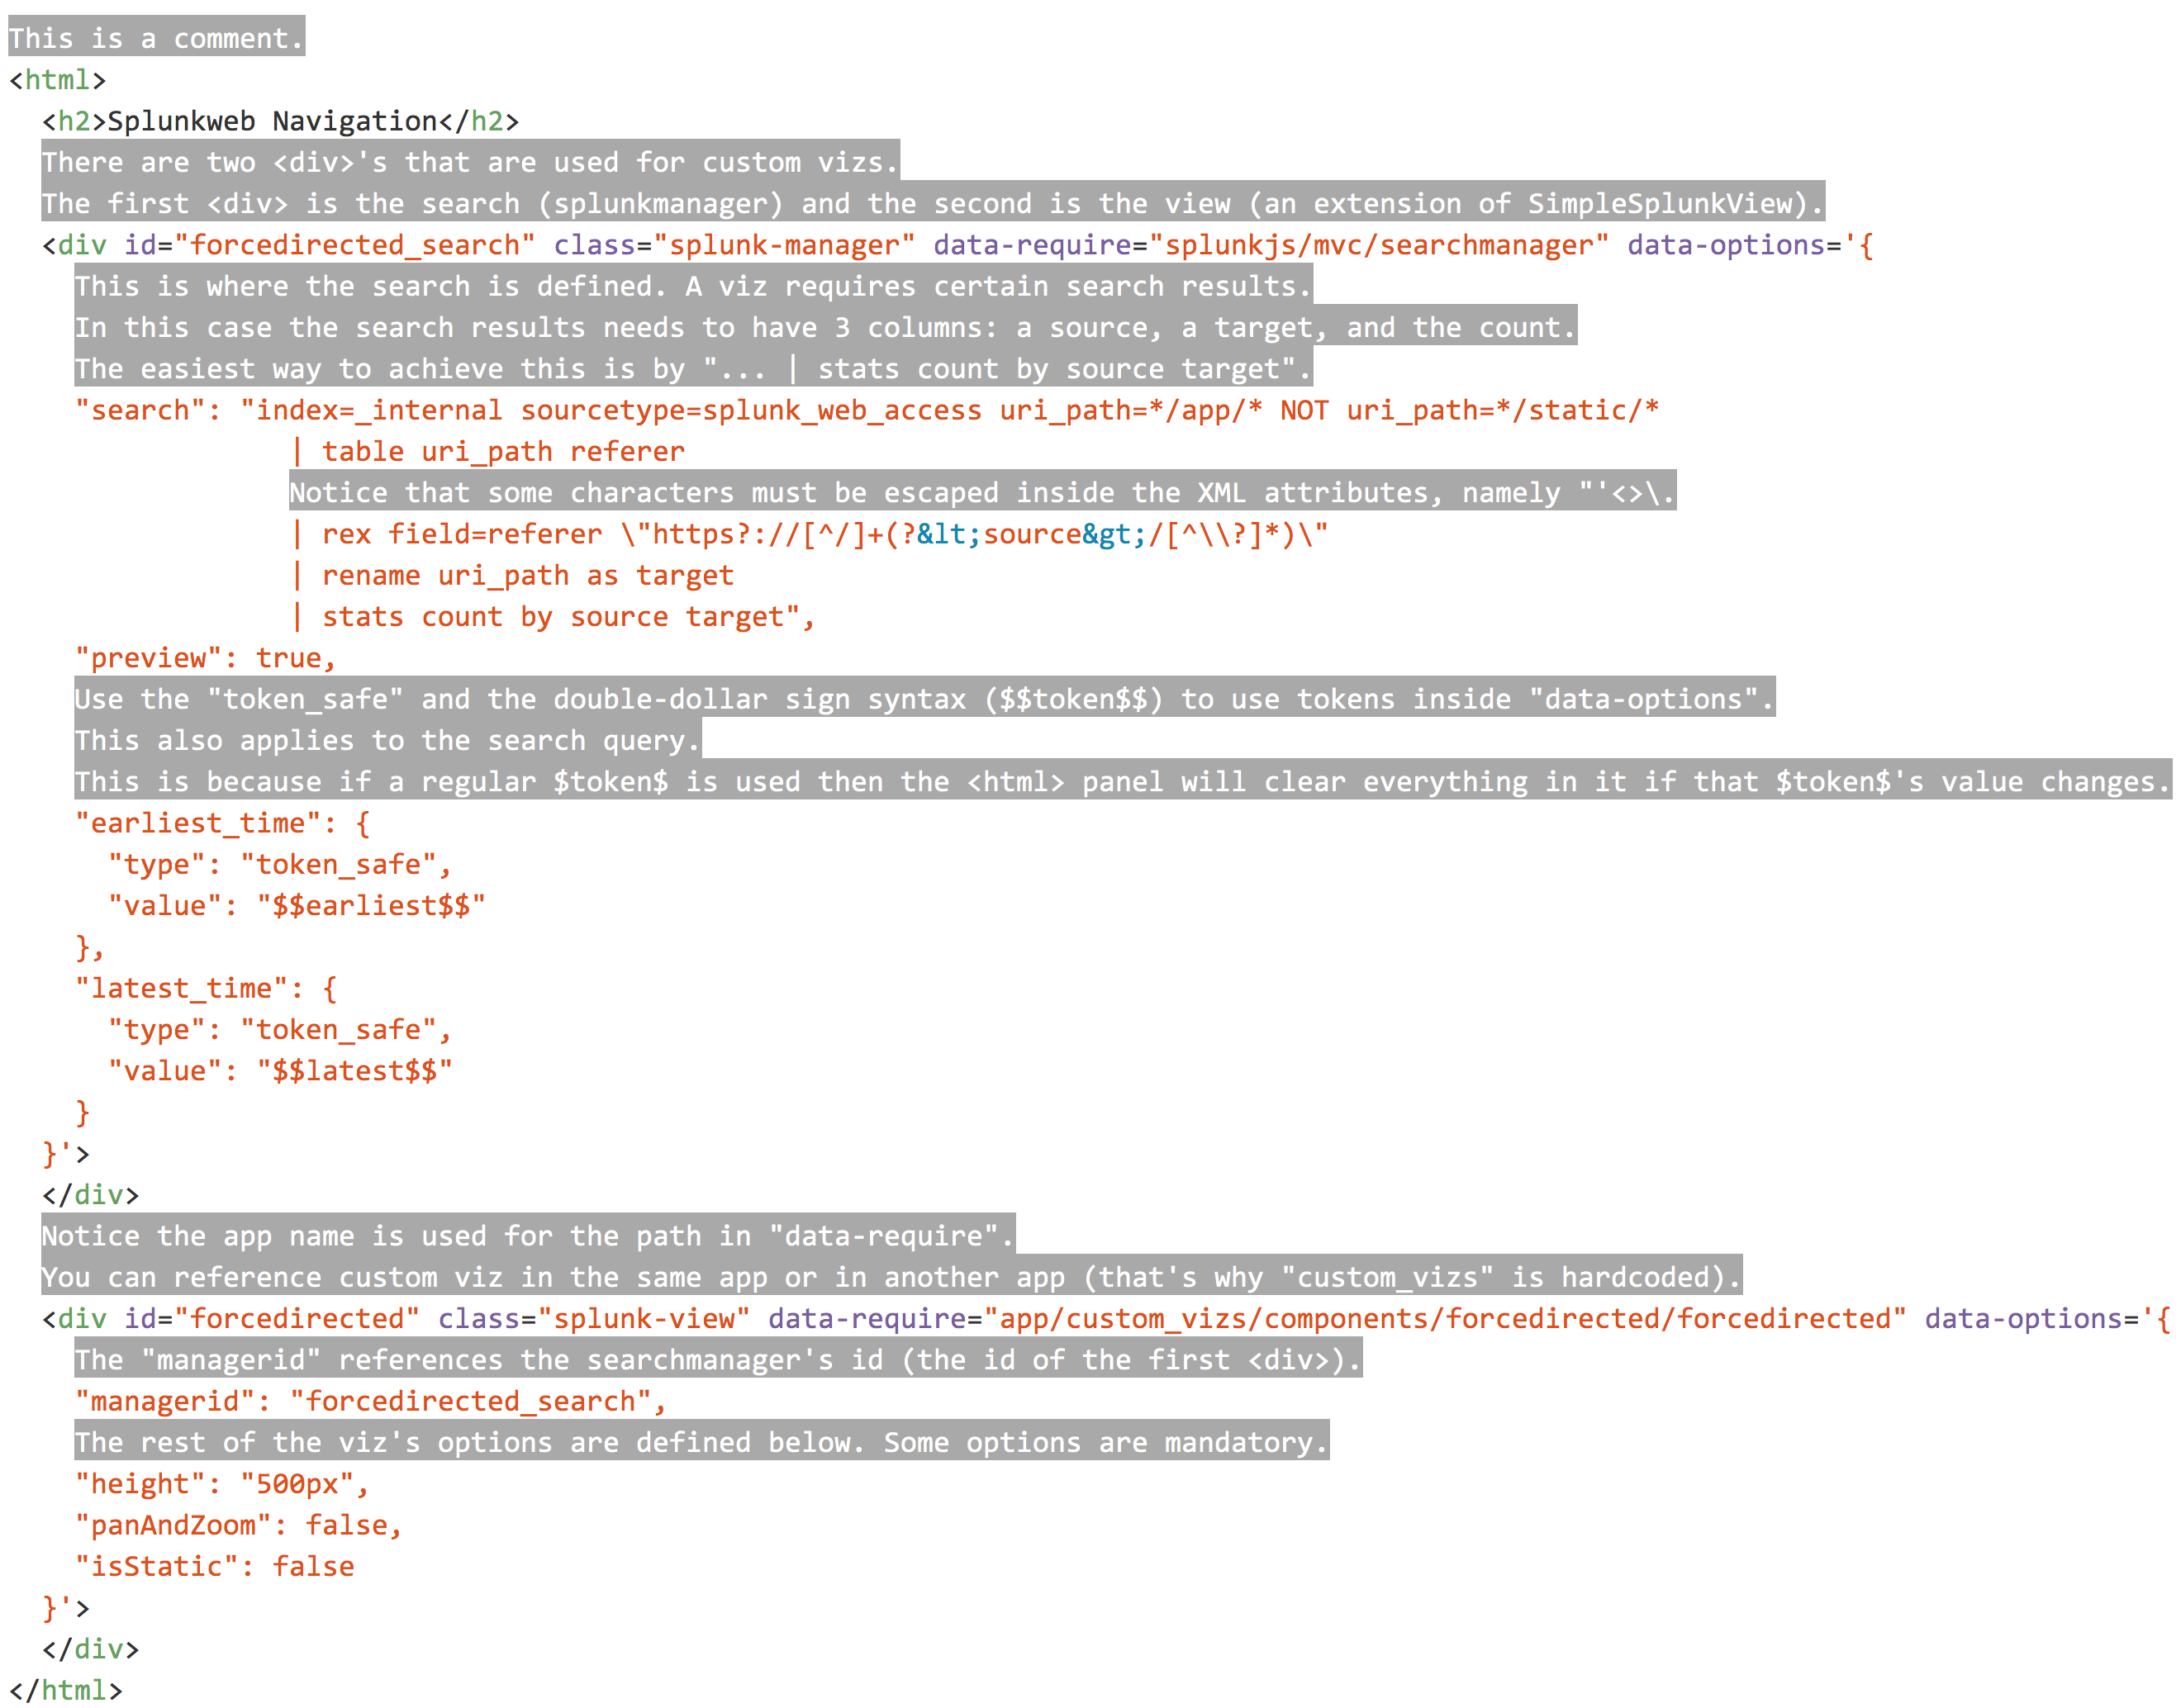 This is a comment.
<html>
  <h2>Splunkweb Navigation</h2>
  There are two <div>'s that are used for custom vizs.
  The first <div> is the search (splunkmanager) and the second is the view (an extension of SimpleSplunkView).
  <div id="forcedirected_search" class="splunk-manager" data-require="splunkjs/mvc/searchmanager" data-options='{
    This is where the search is defined. A viz requires certain search results.
    In this case the search results needs to have 3 columns: a source, a target, and the count.
    The easiest way to achieve this is by "... | stats count by source target".
    "search": "index=_internal sourcetype=splunk_web_access uri_path=*/app/* NOT uri_path=*/static/*
                 | table uri_path referer
                 Notice that some characters must be escaped inside the XML attributes, namely "'<>\.
                 | rex field=referer \"https?://[^/]+(?&lt;source&gt;/[^\\?]*)\"
                 | rename uri_path as target
                 | stats count by source target",
    "preview": true,
    Use the "token_safe" and the double-dollar sign syntax ($$token$$) to use tokens inside "data-options".
    This also applies to the search query.
    This is because if a regular $token$ is used then the <html> panel will clear everything in it if that $token$'s value changes.
    "earliest_time": {
      "type": "token_safe",
      "value": "$$earliest$$"
    },
    "latest_time": {
      "type": "token_safe",
      "value": "$$latest$$"
    }
  }'>
  </div>
  Notice the app name is used for the path in "data-require".
  You can reference custom viz in the same app or in another app (that's why "custom_vizs" is hardcoded).
  <div id="forcedirected" class="splunk-view" data-require="app/custom_vizs/components/forcedirected/forcedirected" data-options='{
    The "managerid" references the searchmanager's id (the id of the first <div>).
    "managerid": "forcedirected_search",
    The rest of the viz's options are defined below. Some options are mandatory.
    "height": "500px",
    "panAndZoom": false,
    "isStatic": false
  }'>
  </div>
</html>